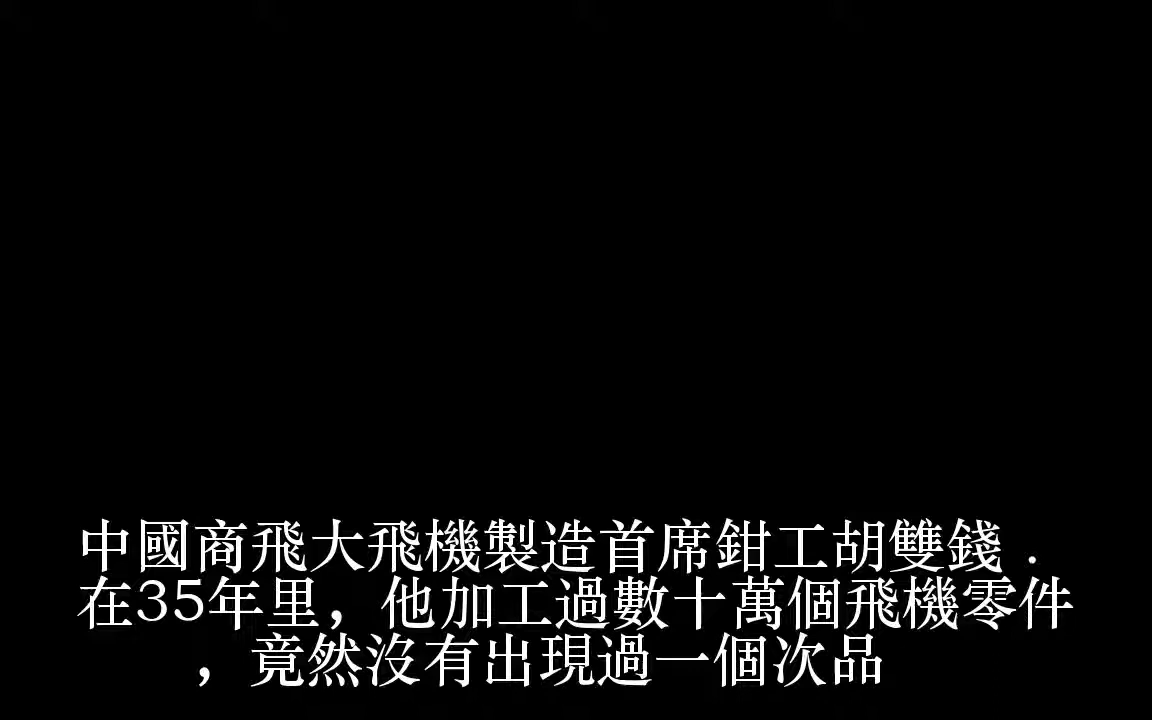 中國商飛大飛機製造首席鉗工胡雙錢．
在35年里，他加工過數十萬個飛機零件
，竟然沒有出現過一個次品